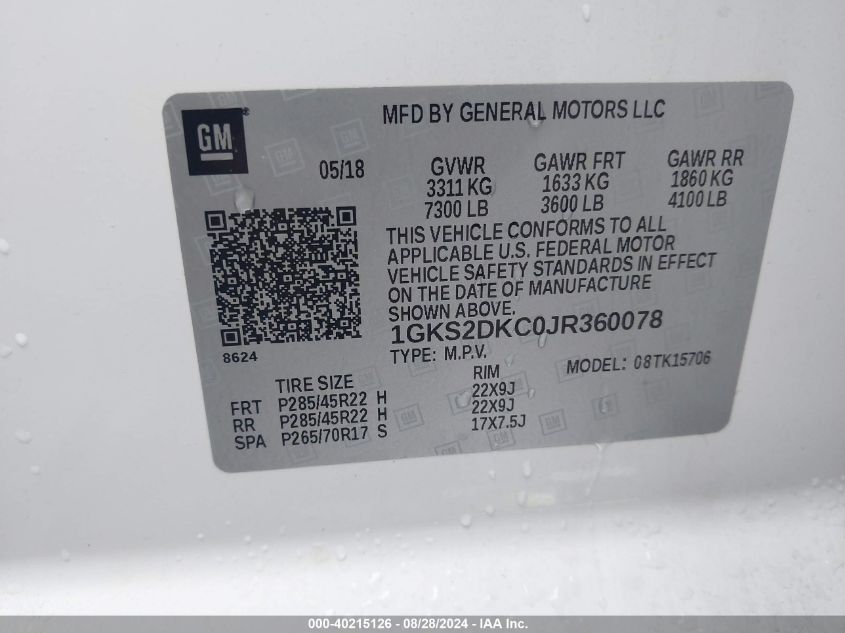 MFD BY GENERAL MOTORS LLC
GM ®
05/18 GVWR GAWR FRT GAWR RR
3311 KG 1633 KG 1860 KG
7300 LB 3600 LB 4100 LB
THIS VEHICLE CONFORMS TO ALL
APPLICABLE U.S. FEDERAL MOTOR
VEHICLE SAFETY STANDARDS IN EFFECT
ON THE DATE OF MANUFACTURE
SHOWN ABOVE.
1GKS2DKC0JR360078
8624 TYPE: M.P.V. MODEL: 08TK15706
TIRE SIZE RIM
FRT P285/45R22 H 22X9J
RR P285/45R22 H 22X9J
SPA P265/70R17 S 17X7.5J
000-40215126 - 08/28/2024 - IAA Inc.